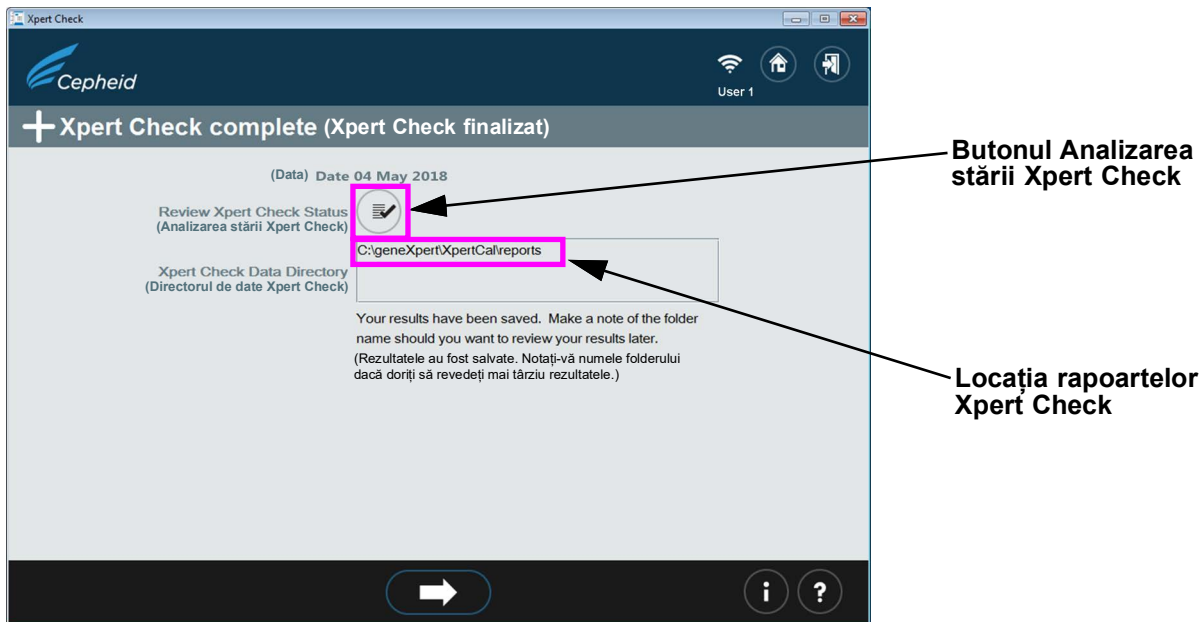 Xpert Check
Cepheid
User 1
Xpert Check complete (Xpert Check finalizat)
(Data) Date 04 May 2018
Butonul Analizarea
stării Xpert Check
Review Xpert Check Status
(Analizarea stării Xpert Check)
C:\geneXpert\XpertCal\reports
Xpert Check Data Directory
(Directorul de date Xpert Check)
Your results have been saved. Make a note of the folder
name should you want to review your results later.
(Rezultatele au fost salvate. Notați-vă numele folderului
dacă doriți să revedeți mai târziu rezultatele.)
Locația rapoartelor
Xpert Check
i
?